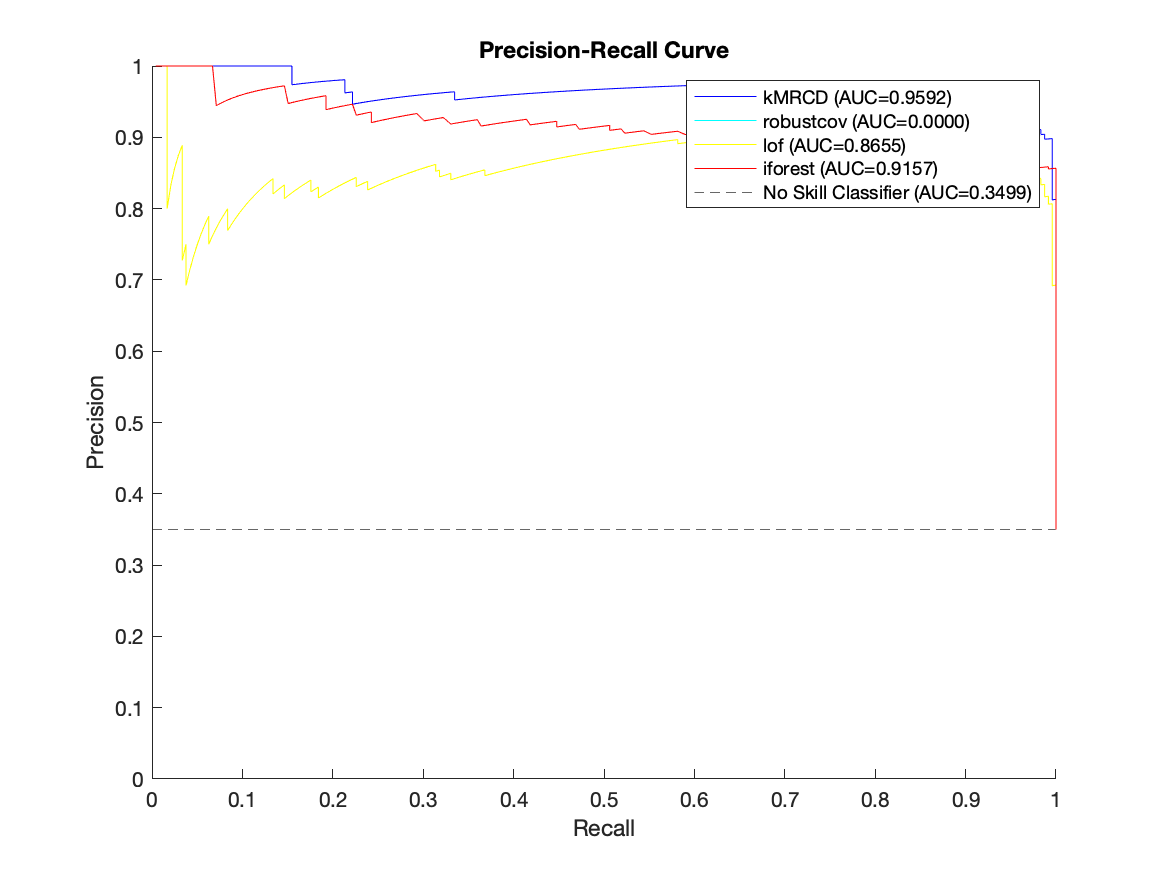 Precision-Recall Curve
kMRCD (AUC=0.9592)
robustcov (AUC=0.0000)
lof (AUC=0.8655)
iforest (AUC=0.9157)
No Skill Classifier (AUC=0.3499)
Precision
1
0.9
0.8
0.7
0.6
0.5
0.4
0.3
0.2
0.1
0
0 0.1 0.2 0.3 0.4 0.5 0.6 0.7 0.8 0.9 1
Recall